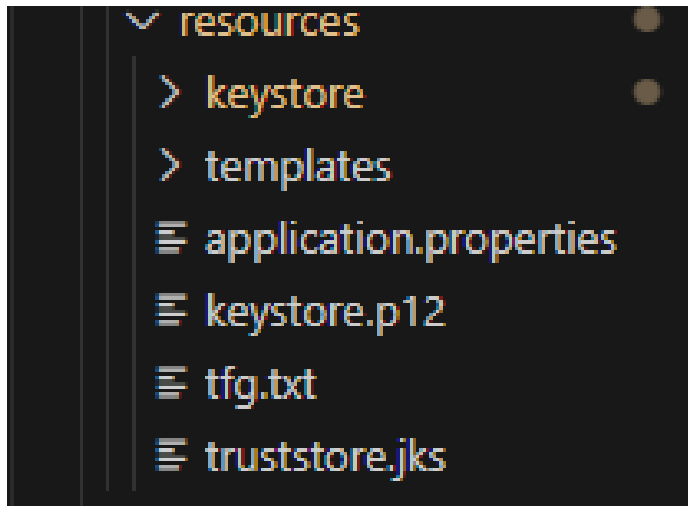 resources
keystore
templates
application.properties
keystore.p12
tfg.txt
truststore.jks